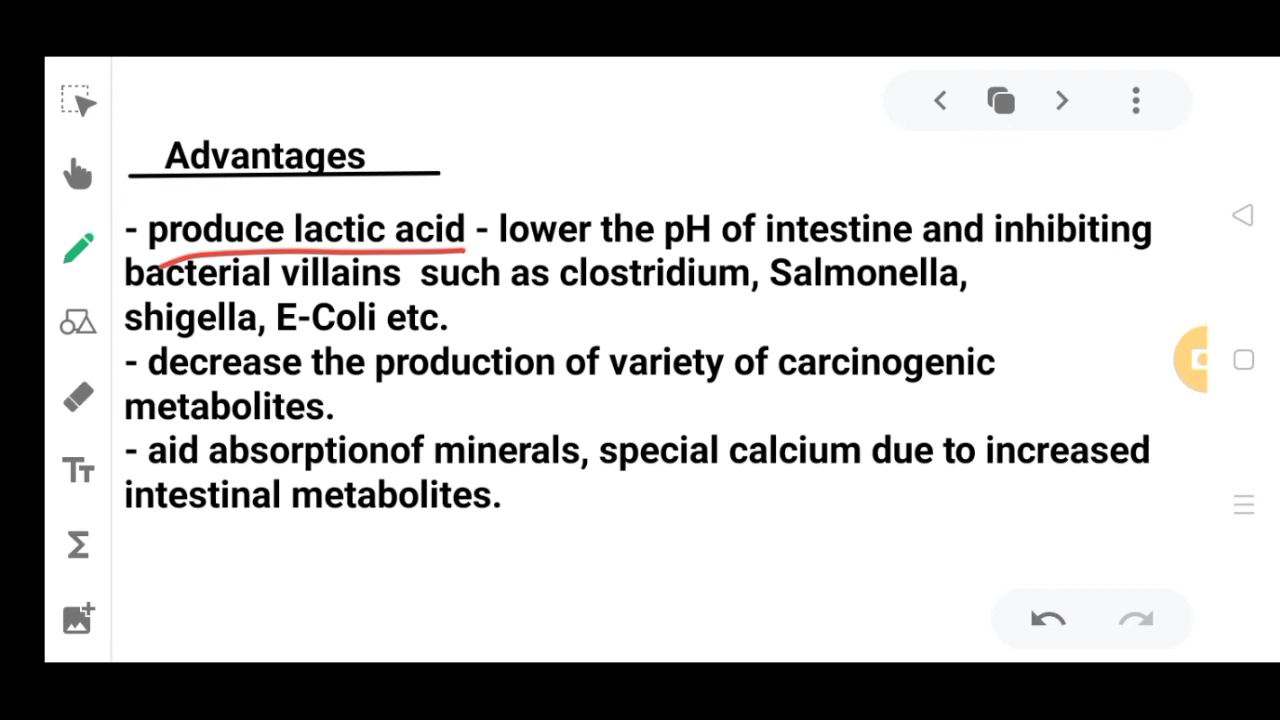 Advantages
- produce lactic acid - lower the pH of intestine and inhibiting
bacterial villains such as clostridium, Salmonella,
shigella, E-Coli etc.
- decrease the production of variety of carcinogenic
metabolites.
- aid absorptionof minerals, special calcium due to increased
intestinal metabolites.